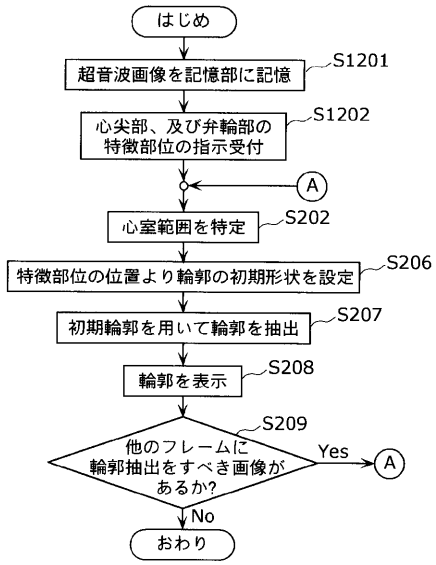 はじめ
S1201
超音波画像を記憶部に記憶
S1202
心尖部、及び弁輪部の
特徴部位の指示受付
A
S202
心室範囲を特定
S206
特徴部位の位置より輪郭の初期形状を設定
S207
初期輪郭を用いて輪郭を抽出
S208
輪郭を表示
S209
他のフレームに
輪郭抽出をすべき画像が
あるか?
Yes
A
No
おわり